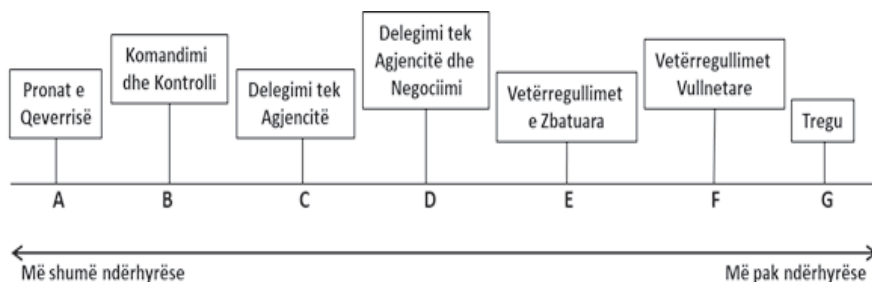 Pronat e
Qeverrisë
Komandimi
dhe Kontrolli
Delegimi tek
Agjencitë
Delegimi tek
Agjencitë dhe
Negociimi
Vetërregullimet
e Zbatuara
Vetërregullimet
Vullnetare
Tregu
A B C D E F G
Më shumë ndërhyrëse
Më pak ndërhyrëse